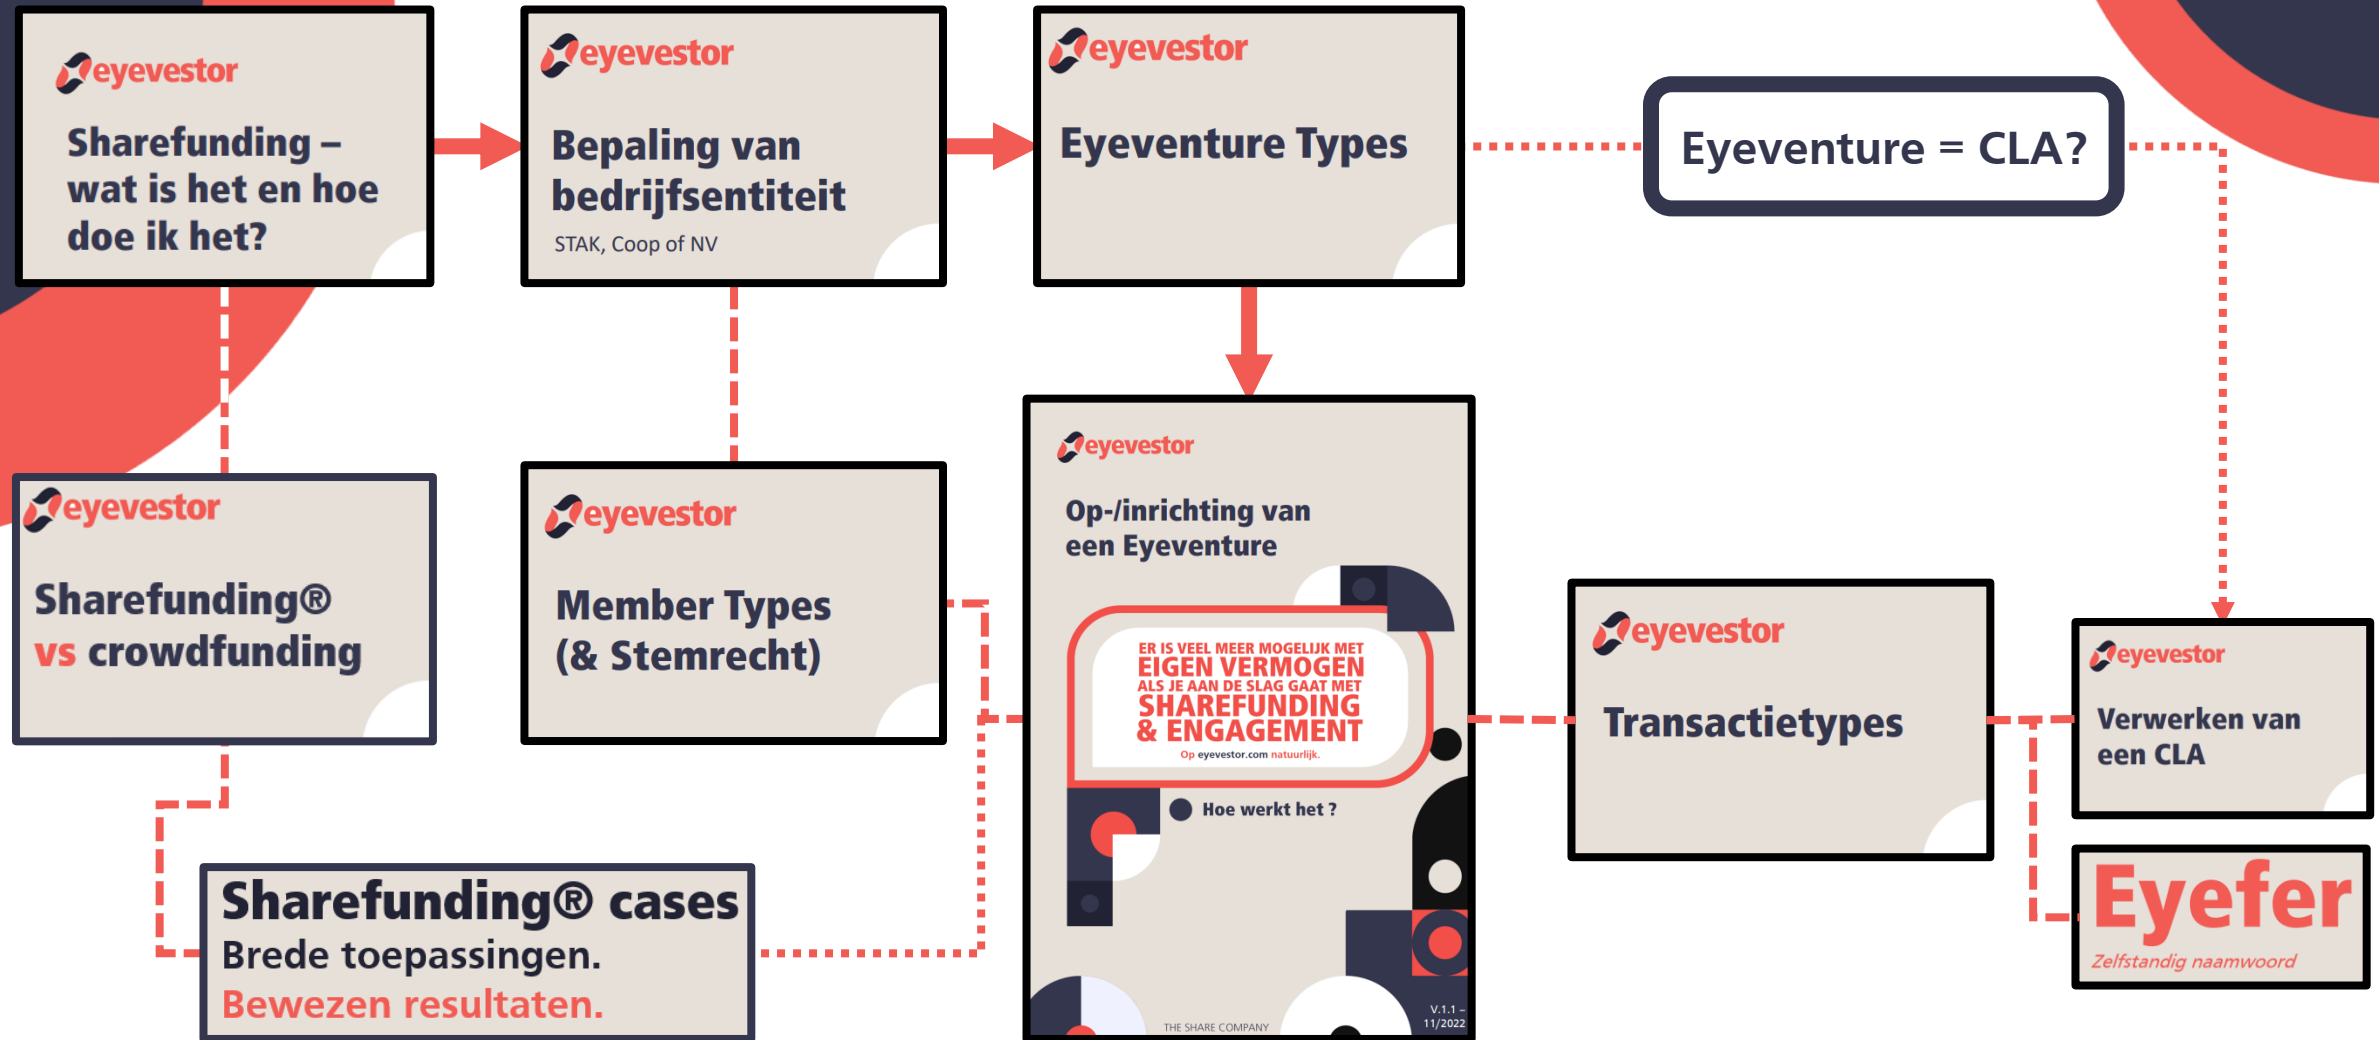 eyevestor
Sharefunding –
wat is het en hoe
doe ik het?
eyevestor
Bepaling van
bedrijfsentiteit
STAK, Coop of NV
eyevestor
Eyeventure Types
Eyeventure = CLA?
eyevestor
Sharefunding®
vs crowdfunding
eyevestor
Member Types
(& Stemrecht)
eyevestor
Op-/inrichting van
een Eyeventure
ER IS VEEL MEER MOGELIJK MET
EIGEN VERMOGEN
ALS JE AAN DE SLAG GAAT MET
SHAREFUNDING
& ENGAGEMENT
Op eyevestor.com natuurlijk.
Hoe werkt het ?
V.1.1 –
11/2022
THE SHARE COMPANY
eyevestor
Transactietypes
eyevestor
Verwerken van
een CLA
Eyefer
Zelfstandig naamwoord
Sharefunding® cases
Brede toepassingen.
Bewezen resultaten.